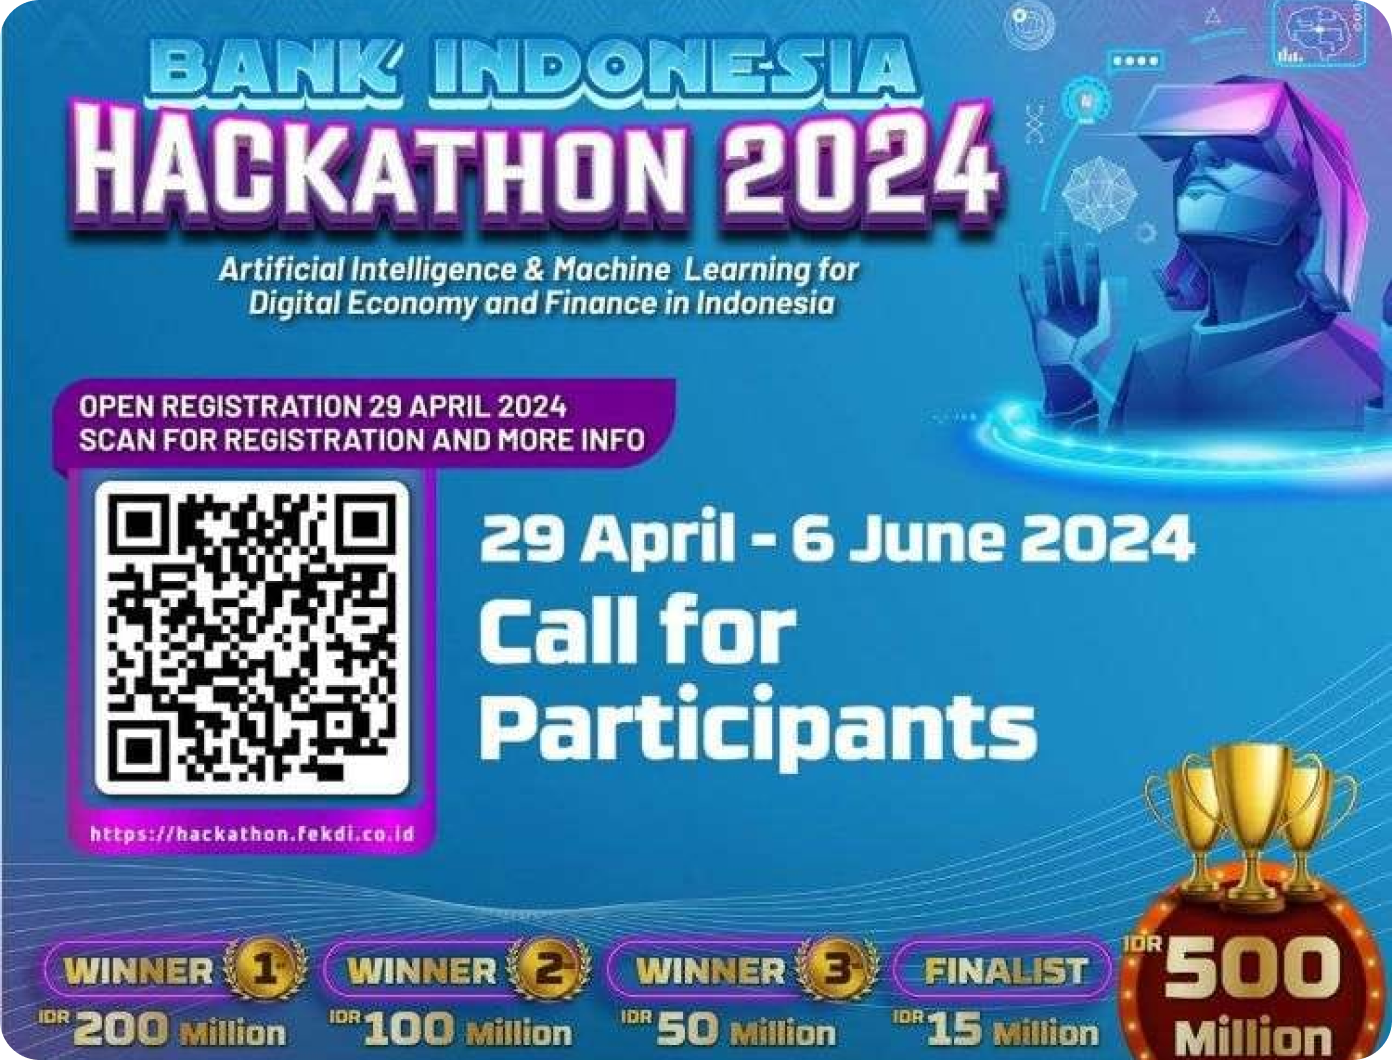 BANK INDONESIA
HACKATHON 2024
Artificial Intelligence & Machine Learning for
Digital Economy and Finance in Indonesia
OPEN REGISTRATION 29 APRIL 2024
SCAN FOR REGISTRATION AND MORE INFO
29 April - 6 June 2024
Call for
Participants
https://hackathon.fekdi.co.id
WINNER 1
IDR 200 Million
WINNER 2
IDR 100 Million
WINNER 3
IDR 50 Million
FINALIST
IDR 15 Million
IDR 500
Million